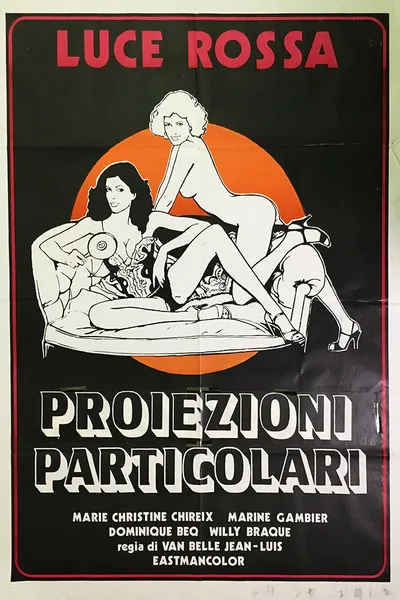 LUCE ROSSA
PROIEZIONI
PARTICOLARI
MARIE CHRISTINE CHIREIX MARINE GAMBIER
DOMINIQUE BEQ WILLY BRAQUE
regia di VAN BELLE JEAN-LUIS
EASTMANCOLOR